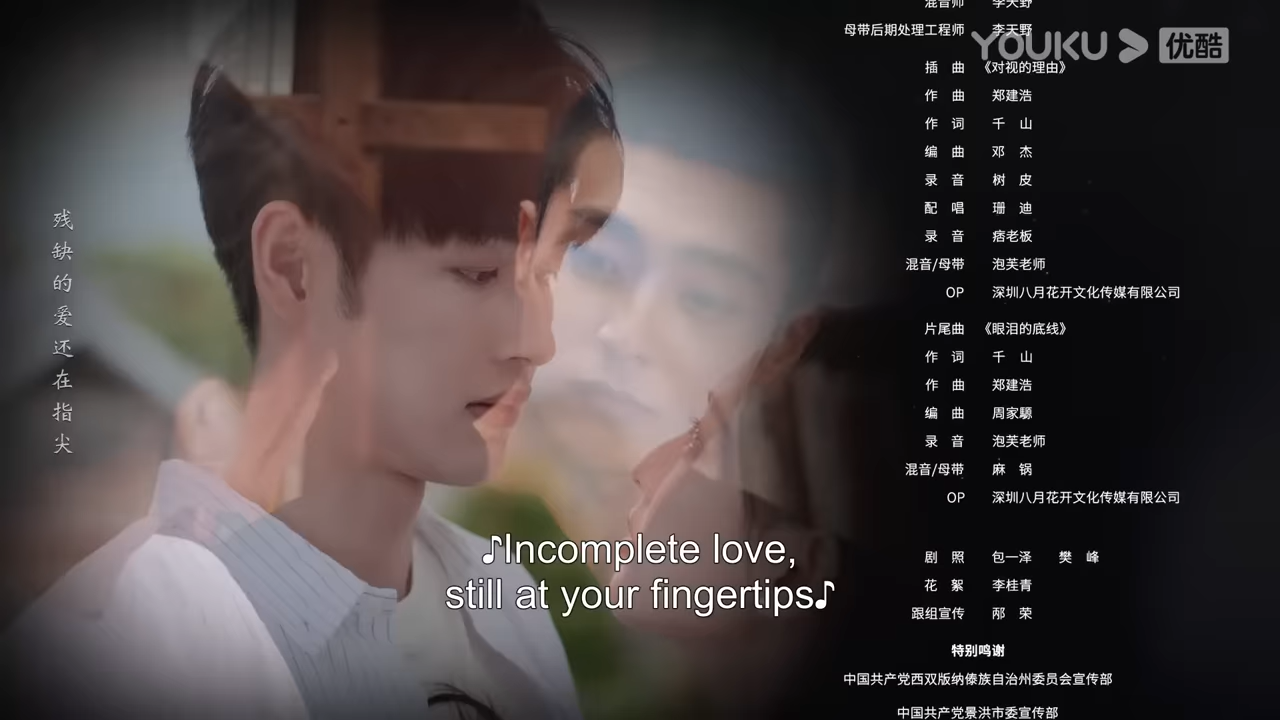 混音师 李天野
母带后期处理工程师 李天野
YOUKU 优酷
插 曲 《对视的理由》
作 曲 郑建浩
作 词 千 山
编 曲 邓 杰
录 音 树 皮
配 唱 珊 迪
录 音 痞老板
混音/母带 泡芙老师
OP 深圳八月花开文化传媒有限公司
片尾曲 《眼泪的底线》
作 词 千 山
作 曲 郑建浩
编 曲 周家颢
录 音 泡芙老师
混音/母带 麻 锅
OP 深圳八月花开文化传媒有限公司
剧 照 包一泽 樊 峰
花 絮 李桂青
跟组宣传 邴 荣
特别鸣谢
中国共产党西双版纳傣族自治州委员会宣传部
中国共产党景洪市委宣传部
残缺的爱还在指尖
♪Incomplete love,
still at your fingertips♪